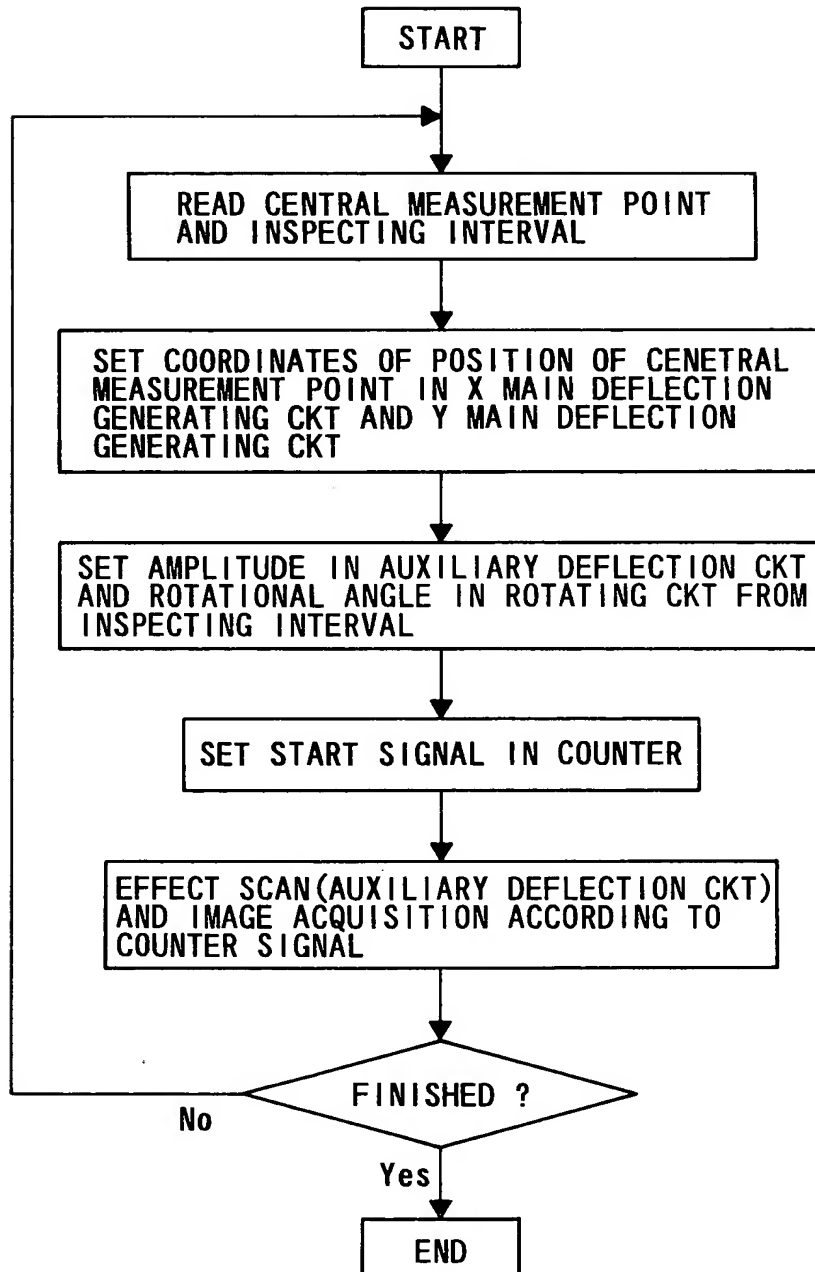 START
READ CENTRAL MEASUREMENT POINT
AND INSPECTING INTERVAL
SET COORDINATES OF POSITION OF CENETRAL
MEASUREMENT POINT IN X MAIN DEFLECTION
GENERATING CKT AND Y MAIN DEFLECTION
GENERATING CKT
SET AMPLITUDE IN AUXILIARY DEFLECTION CKT
AND ROTATIONAL ANGLE IN ROTATING CKT FROM
INSPECTING INTERVAL
SET START SIGNAL IN COUNTER
EFFECT SCAN(AUXILIARY DEFLECTION CKT)
AND IMAGE ACQUISITION ACCORDING TO
COUNTER SIGNAL
FINISHED ?
No
Yes
END